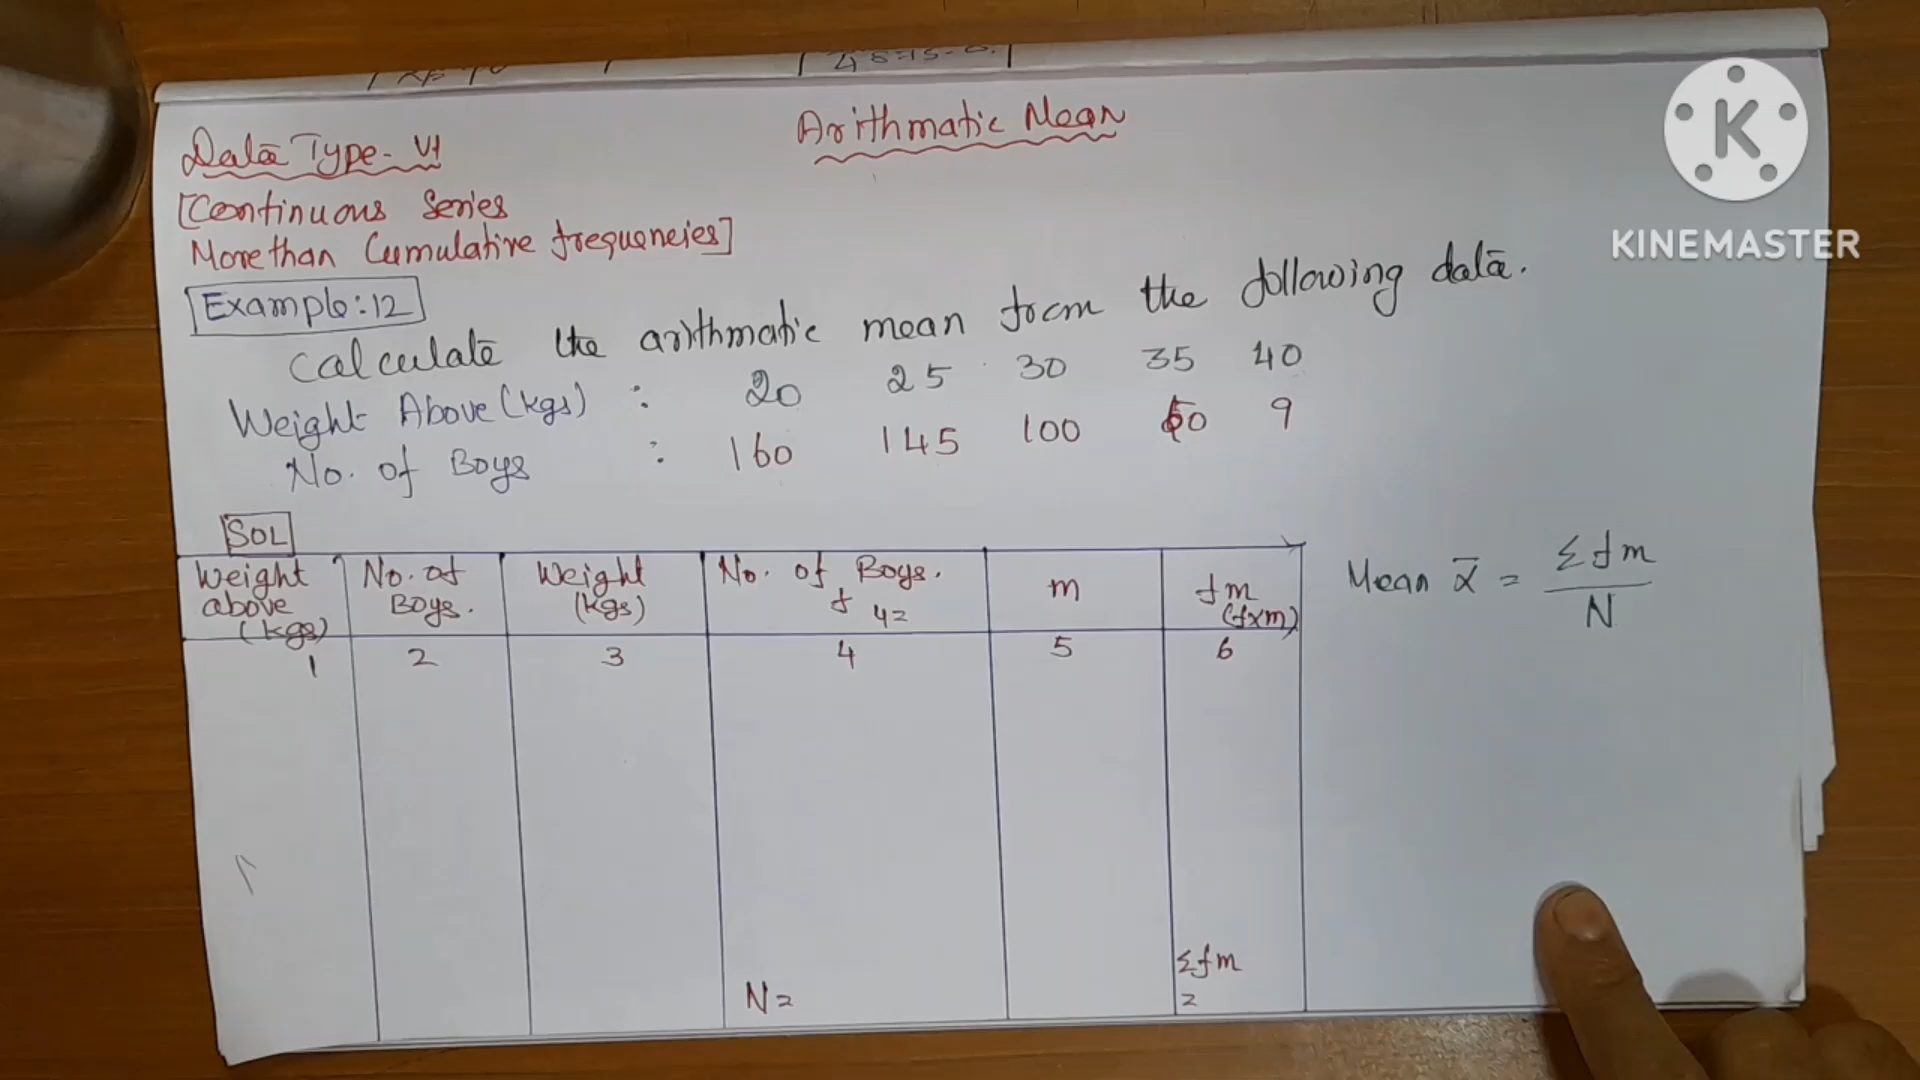 Arithmatic Mean
Data Type - VI
[Continuous Series
More than Cumulative frequencies]
Example: 12
Calculate the arithmatic mean from the following data.
Weight Above (kgs) : 20 25 30 35 40
No. of Boys : 160 145 100 60 9
SOL
Weight above (kgs) No. of Boys. Weight (kgs) No. of Boys. f m fm (f×m)
1 2 3 4 5 6
Mean x̄ = Σfm / N
N = Σfm =
K
KINEMASTER